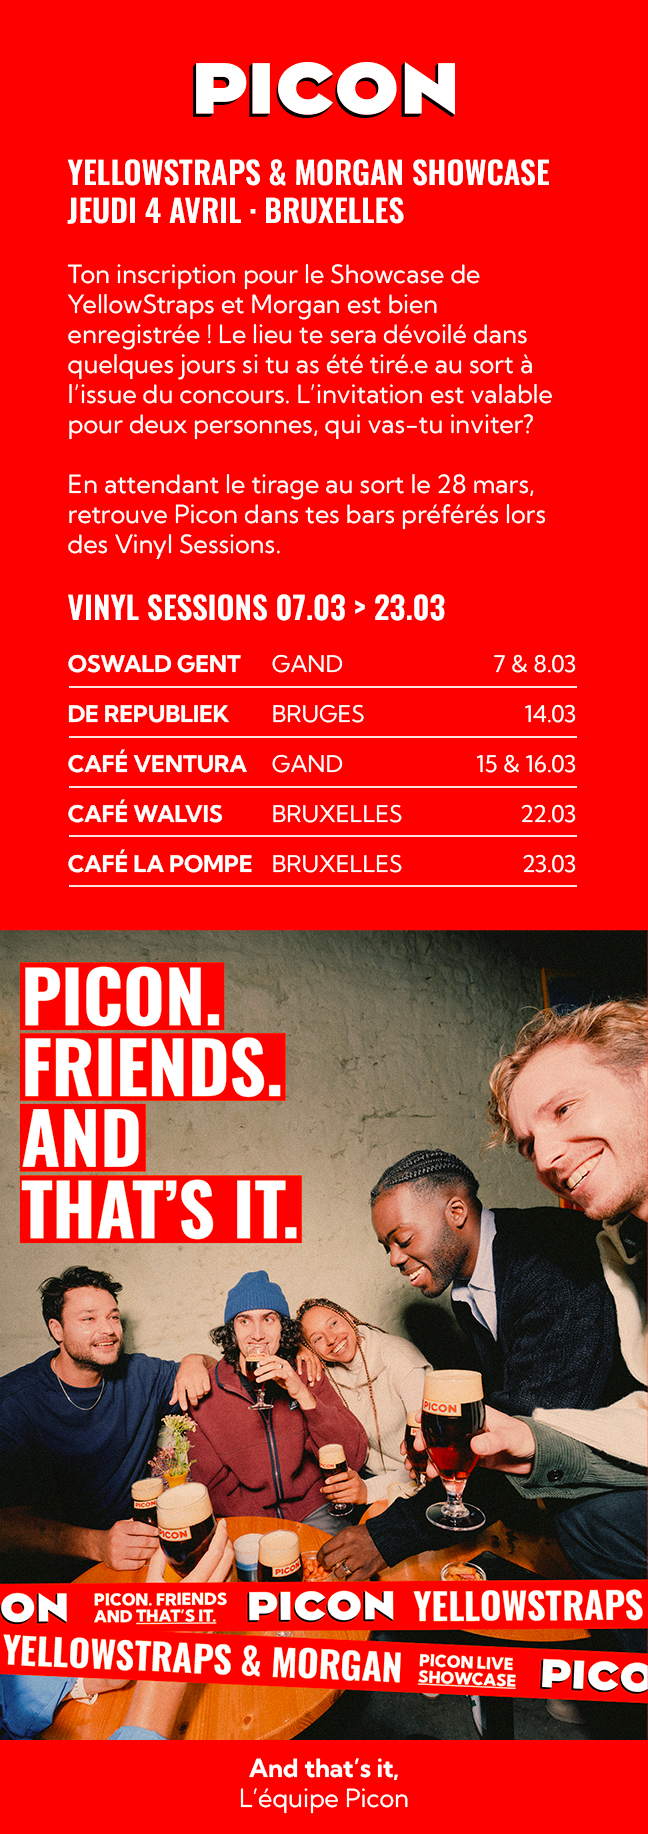 PICON
YELLOWSTRAPS & MORGAN SHOWCASE
JEUDI 4 AVRIL · BRUXELLES
Ton inscription pour le Showcase de
YellowStraps et Morgan est bien
enregistrée ! Le lieu te sera dévoilé dans
quelques jours si tu as été tiré.e au sort à
l’issue du concours. L’invitation est valable
pour deux personnes, qui vas-tu inviter?
En attendant le tirage au sort le 28 mars,
retrouve Picon dans tes bars préférés lors
des Vinyl Sessions.
VINYL SESSIONS 07.03 > 23.03
OSWALD GENT GAND 7 & 8.03
DE REPUBLIEK BRUGES 14.03
CAFÉ VENTURA GAND 15 & 16.03
CAFÉ WALVIS BRUXELLES 22.03
CAFÉ LA POMPE BRUXELLES 23.03
PICON.
FRIENDS.
AND
THAT’S IT.
PICON
PICON
PICON
PICON
PICON
ON PICON. FRIENDS AND THAT’S IT. PICON YELLOWSTRAPS
YELLOWSTRAPS & MORGAN PICON LIVE SHOWCASE PICO
And that’s it,
L’équipe Picon